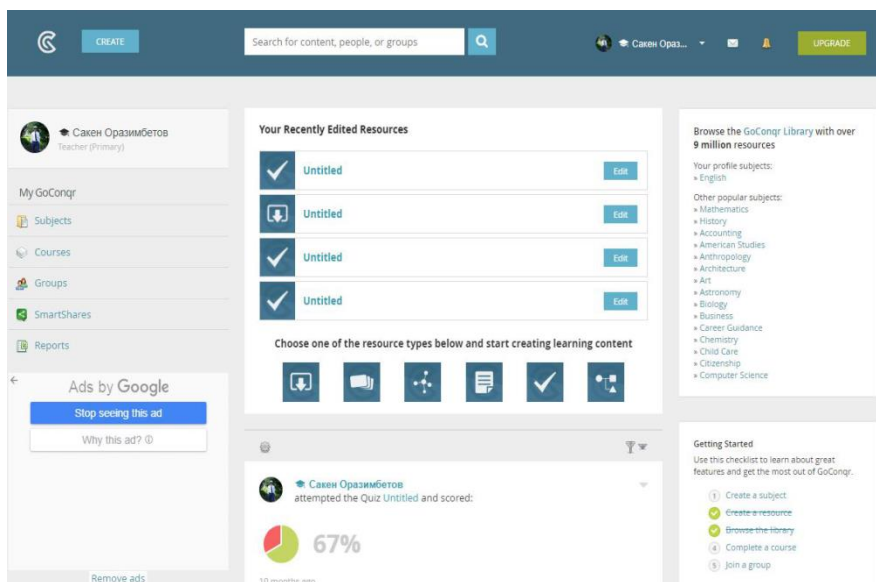 CREATE
Search for content, people, or groups
Сакен Ораз...
UPGRADE
Сакен Оразимбетов
Teacher (Primary)
My GoConqr
Subjects
Courses
Groups
SmartShares
Reports
Ads by Google
Stop seeing this ad
Why this ad?
Remove ads
Your Recently Edited Resources
Untitled
Edit
Untitled
Edit
Untitled
Edit
Untitled
Edit
Choose one of the resource types below and start creating learning content
Сакен Оразимбетов
attempted the Quiz Untitled and scored:
67%
10 months ago
Browse the GoConqr Library with over
9 million resources
Your profile subjects:
» English
Other popular subjects:
» Mathematics
» History
» Accounting
» American Studies
» Anthropology
» Architecture
» Art
» Astronomy
» Biology
» Business
» Career Guidance
» Chemistry
» Child Care
» Citizenship
» Computer Science
Getting Started
Use this checklist to learn about great
features and get the most out of GoConqr.
1 Create a subject
Create a resource
Browse the library
4 Complete a course
5 Join a group